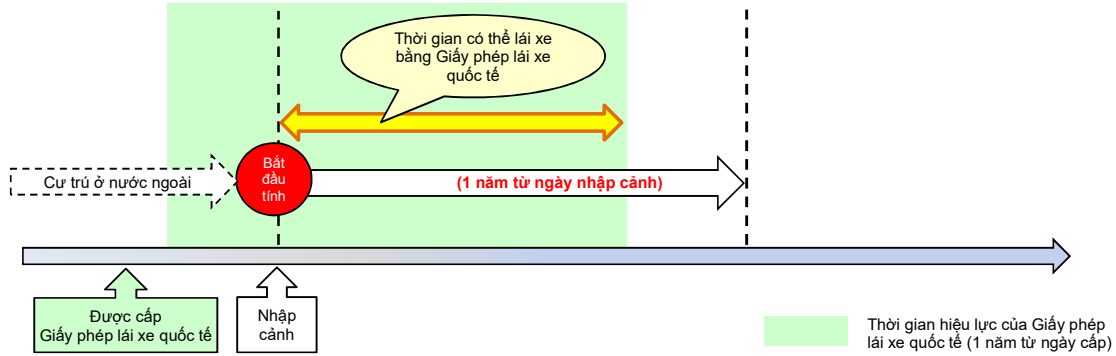 Thời gian có thể lái xe
bằng Giấy phép lái xe
quốc tế
Cư trú ở nước ngoài
Bắt
đầu
tính
(1 năm từ ngày nhập cảnh)
Được cấp
Giấy phép lái xe quốc tế
Nhập
cảnh
Thời gian hiệu lực của Giấy phép
lái xe quốc tế (1 năm từ ngày cấp)